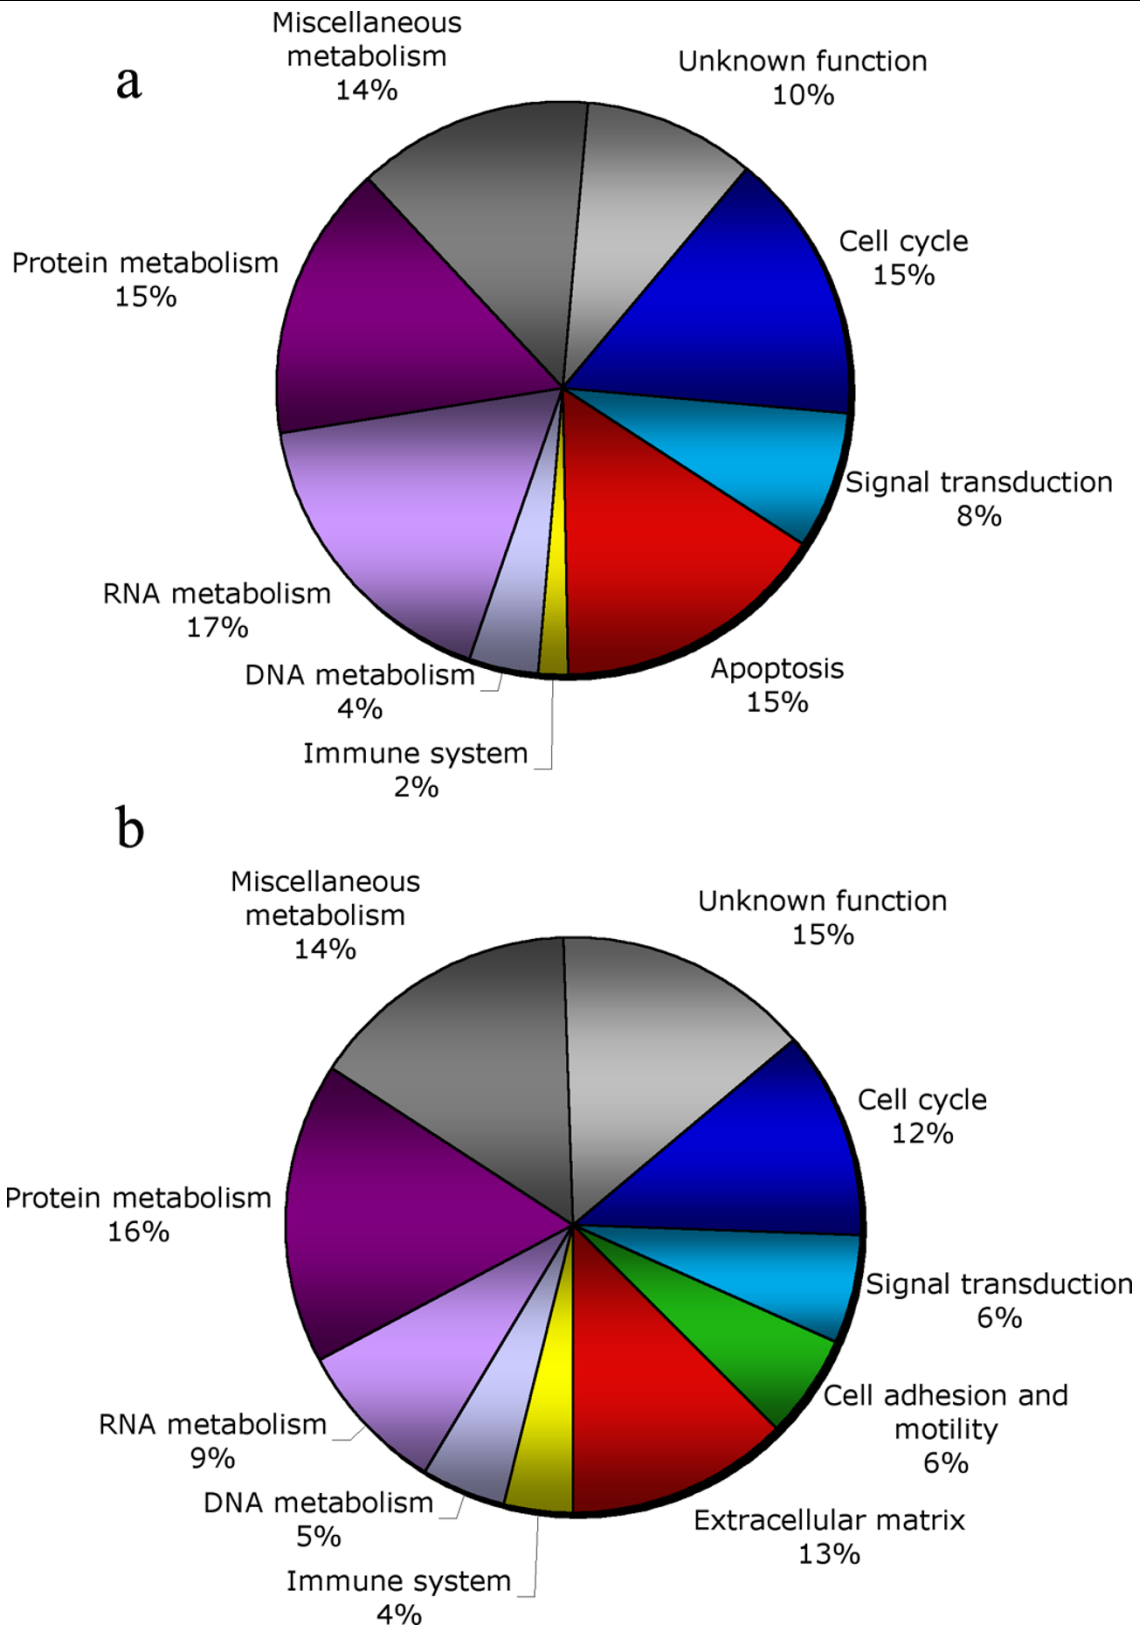 a
Miscellaneous
metabolism
14%
Unknown function
10%
Cell cycle
15%
Protein metabolism
15%
Signal transduction
8%
RNA metabolism
17%
Apoptosis
15%
DNA metabolism
4%
Immune system
2%
b
Miscellaneous
metabolism
14%
Unknown function
15%
Cell cycle
12%
Protein metabolism
16%
Signal transduction
6%
Cell adhesion and
motility
6%
RNA metabolism
9%
DNA metabolism
5%
Extracellular matrix
13%
Immune system
4%